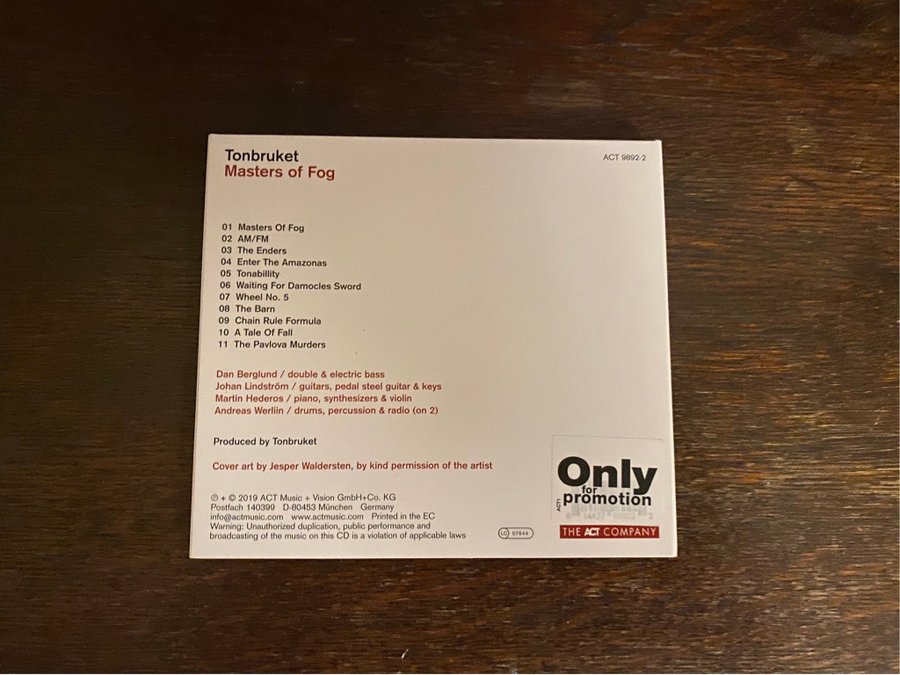 Tonbruket
Masters of Fog
ACT 9892-2
01 Masters Of Fog
02 AM/FM
03 The Enders
04 Enter The Amazonas
05 Tonabillity
06 Waiting For Damocles Sword
07 Wheel No. 5
08 The Barn
09 Chain Rule Formula
10 A Tale Of Fall
11 The Pavlova Murders
Dan Berglund / double & electric bass
Johan Lindström / guitars, pedal steel guitar & keys
Martin Hederos / piano, synthesizers & violin
Andreas Werliin / drums, percussion & radio (on 2)
Produced by Tonbruket
Cover art by Jesper Waldersten, by kind permission of the artist
℗ + © 2019 ACT Music + Vision GmbH+Co. KG
Postfach 140399 D-80453 München Germany
info@actmusic.com www.actmusic.com Printed in the EC
Warning: Unauthorized duplication, public performance and
broadcasting of the music on this CD is a violation of applicable laws
LC 07644
Only
for
promotion
THE ACT COMPANY